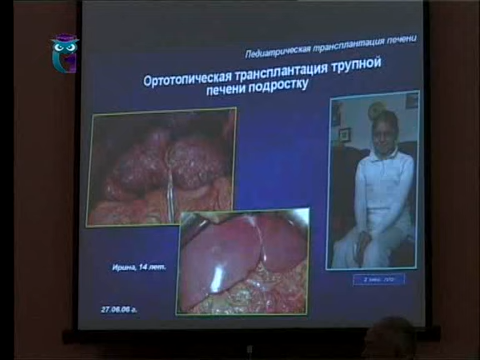 Педиатрическая трансплантация печени
Ортотопическая трансплантация трупной
печени подростку
Ирина, 14 лет.
27.06.06 г.